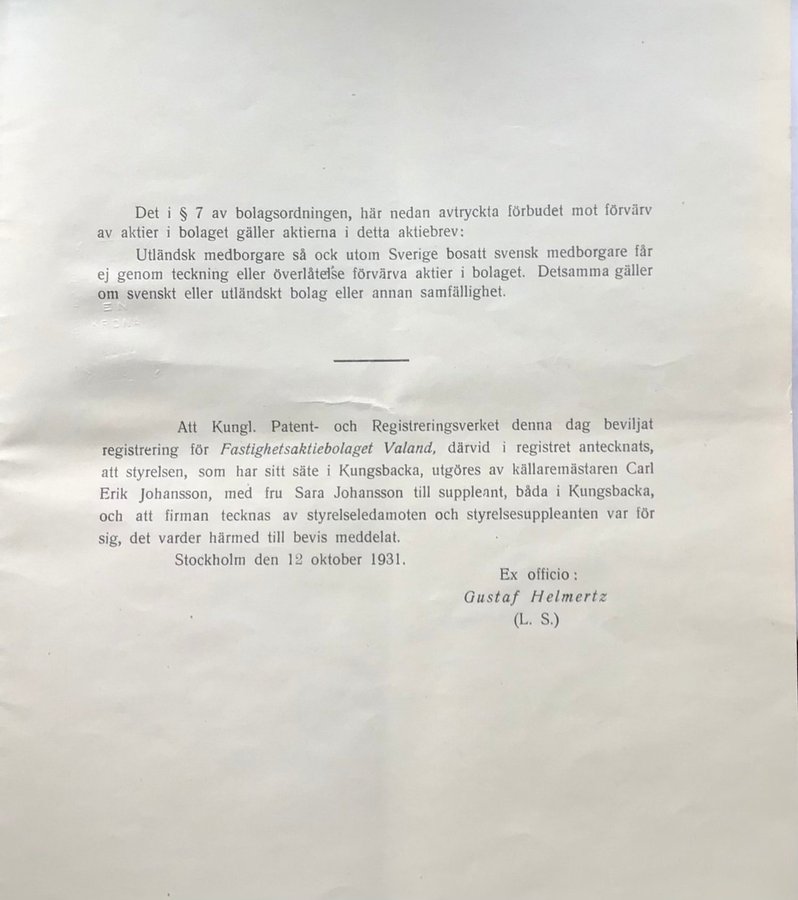 Det i § 7 av bolagsordningen, här nedan avtryckta förbudet mot förvärv
av aktier i bolaget gäller aktierna i detta aktiebrev:
Utländsk medborgare så ock utom Sverige bosatt svensk medborgare får
ej genom teckning eller överlåtelse förvärva aktier i bolaget. Detsamma gäller
om svenskt eller utländskt bolag eller annan samfällighet.
Att Kungl. Patent- och Registreringsverket denna dag beviljat
registrering för Fastighetsaktiebolaget Valand, därvid i registret antecknats,
att styrelsen, som har sitt säte i Kungsbacka, utgöres av källaremästaren Carl
Erik Johansson, med fru Sara Johansson till suppleant, båda i Kungsbacka,
och att firman tecknas av styrelseledamoten och styrelsesuppleanten var för
sig, det varder härmed till bevis meddelat.
Stockholm den 12 oktober 1931.
Ex officio:
Gustaf Helmertz
(L. S.)